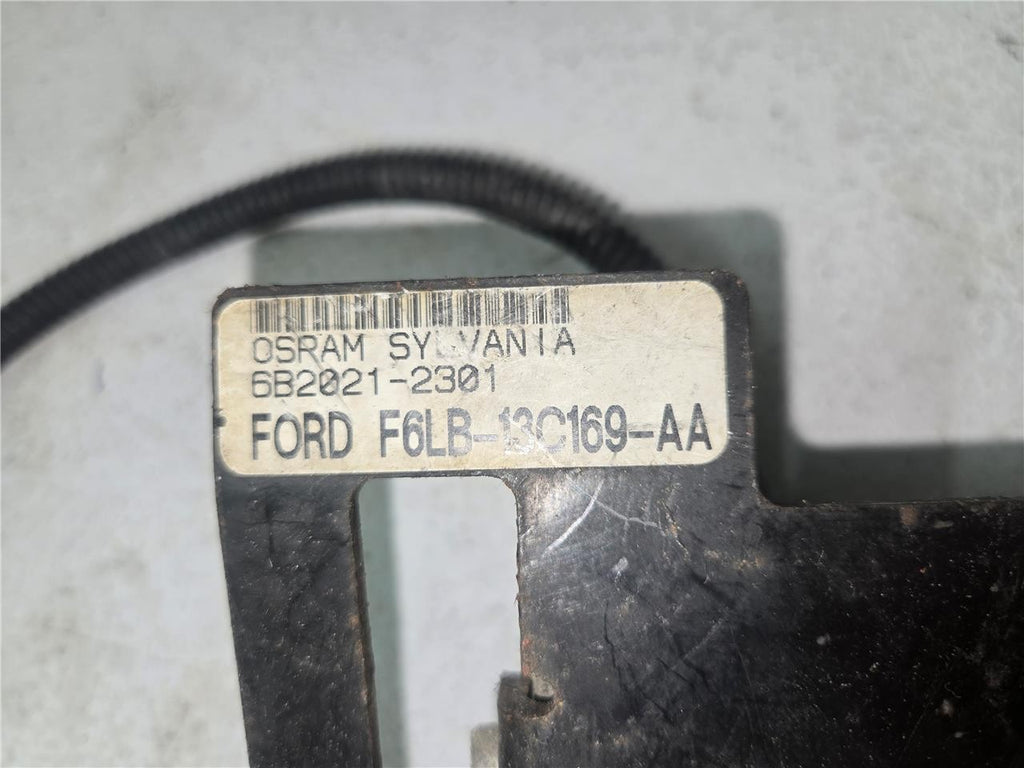 OSRAM SYLVANIA
6B2021-2301
FORD F6LB-13C169-AA